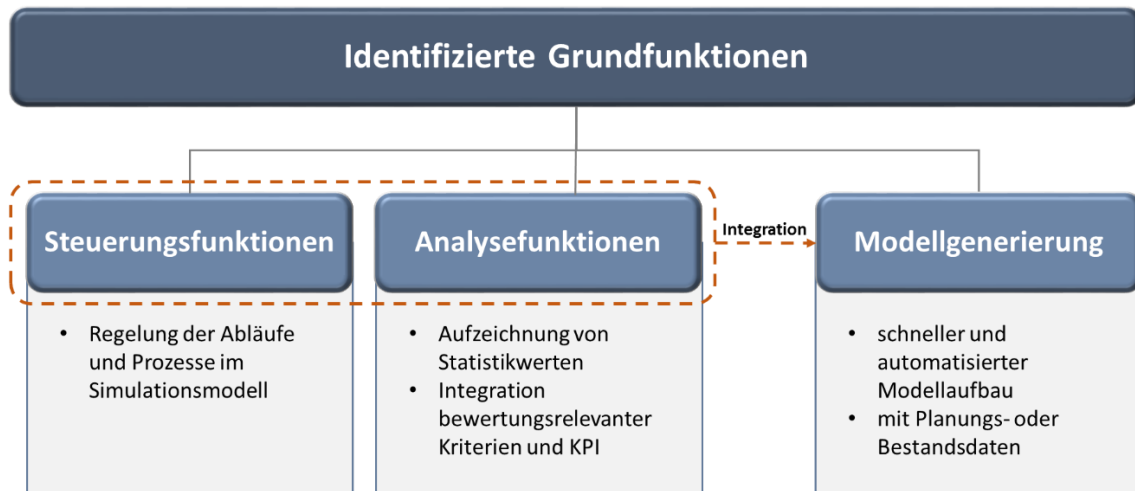 Identifizierte Grundfunktionen
Steuerungsfunktionen
Analysefunktionen
Integration
Modellgenerierung
• Regelung der Abläufe
und Prozesse im
Simulationsmodell
• Aufzeichnung von
Statistikwerten
• Integration
bewertungsrelevanter
Kriterien und KPI
• schneller und
automatisierter
Modellaufbau
• mit Planungs- oder
Bestandsdaten